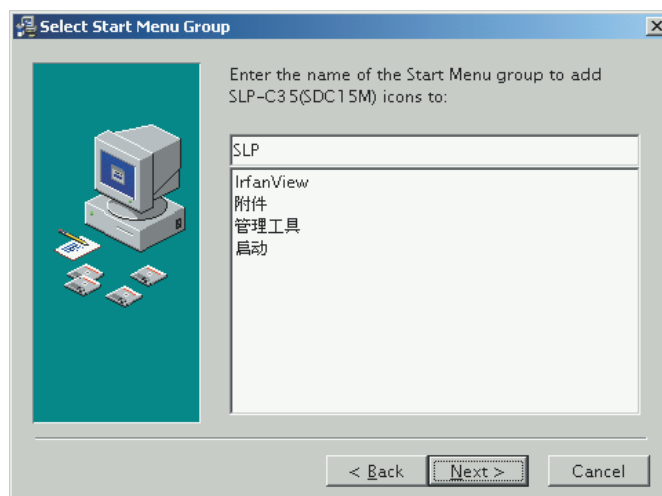 Select Start Menu Group
Enter the name of the Start Menu group to add
SLP-C35(SDC15M) icons to:
SLP
IrfanView
附件
管理工具
启动
< Back
Next >
Cancel